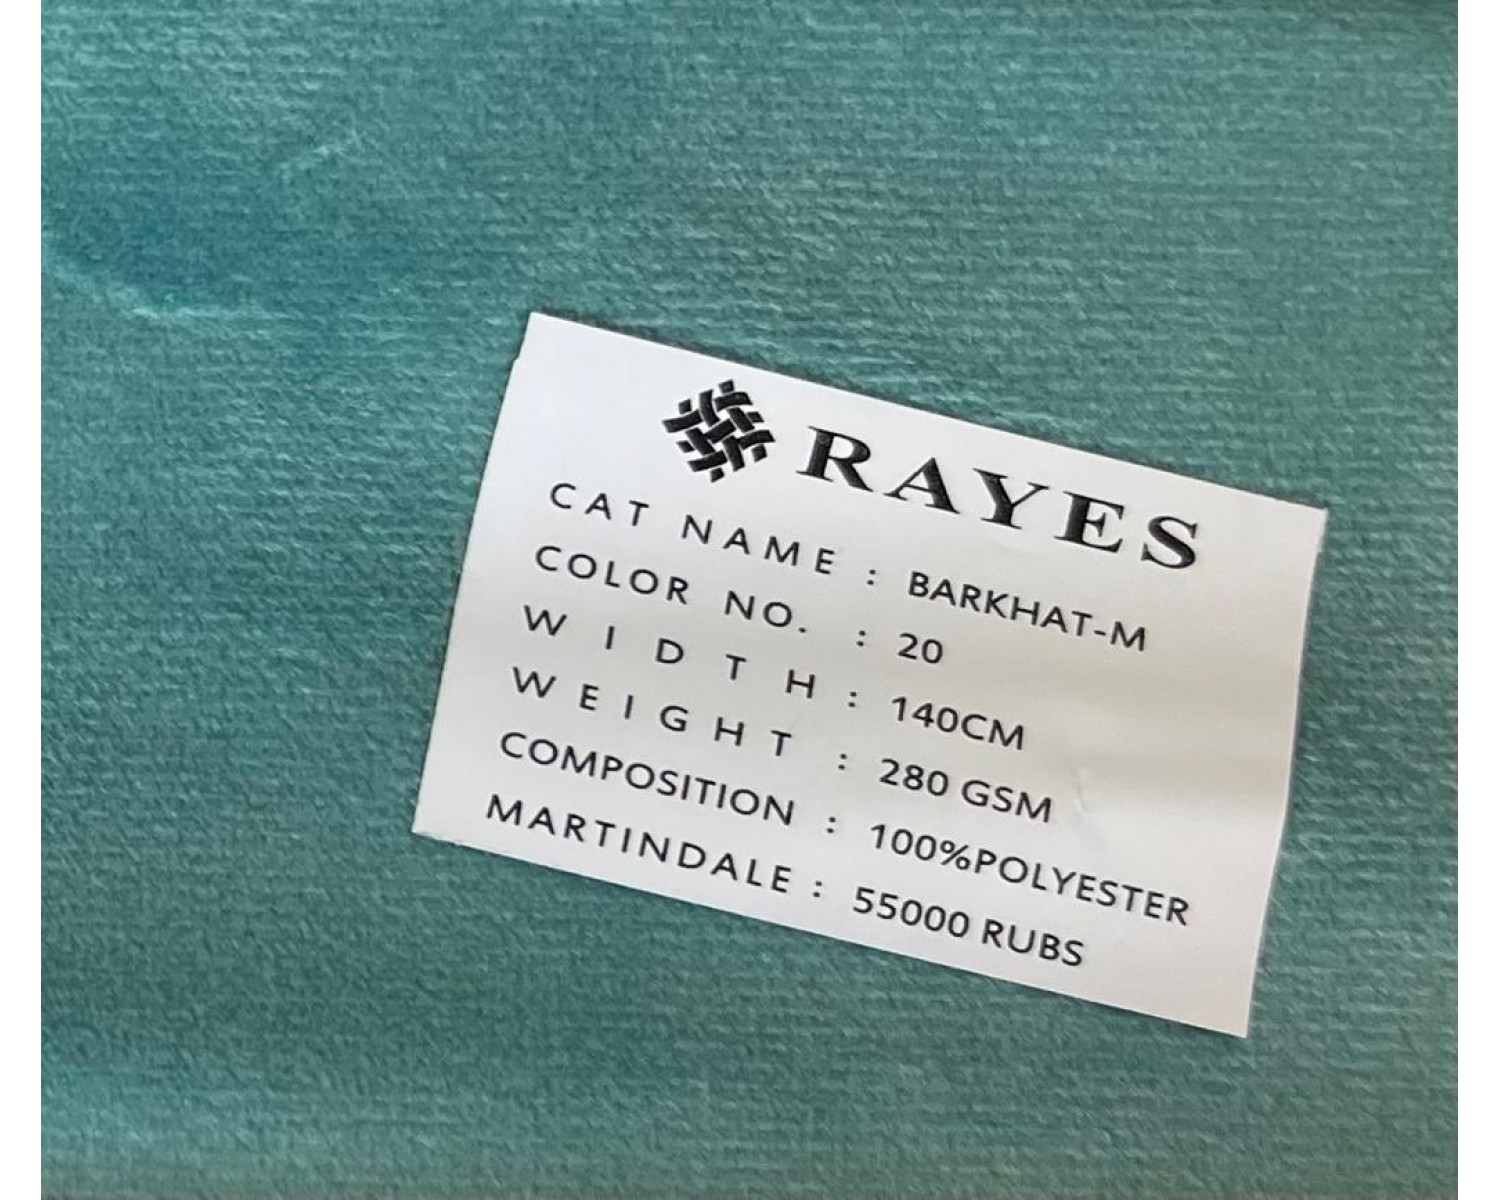 RAYES
CAT NAME : BARKHAT-M
COLOR NO. : 20
WIDTH : 140CM
WEIGHT : 280 GSM
COMPOSITION : 100%POLYESTER
MARTINDALE : 55000 RUBS